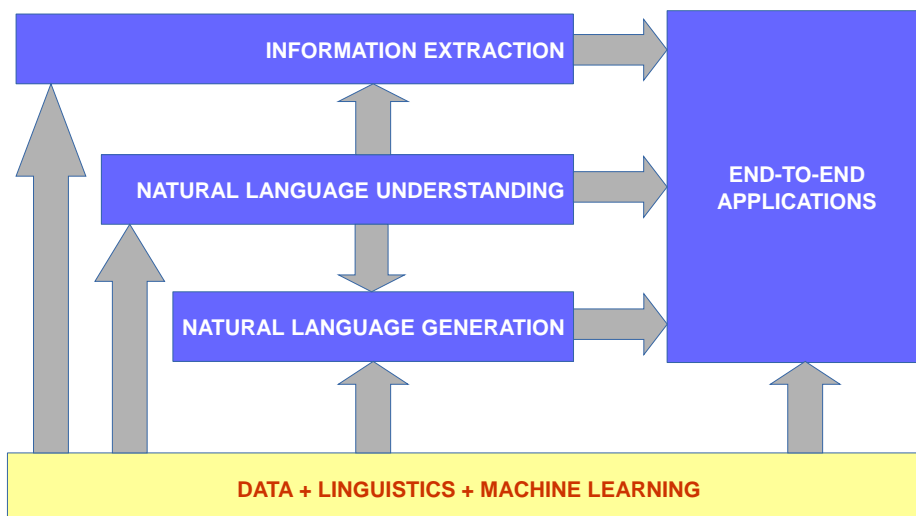 INFORMATION EXTRACTION
NATURAL LANGUAGE UNDERSTANDING
END-TO-END
APPLICATIONS
NATURAL LANGUAGE GENERATION
DATA + LINGUISTICS + MACHINE LEARNING